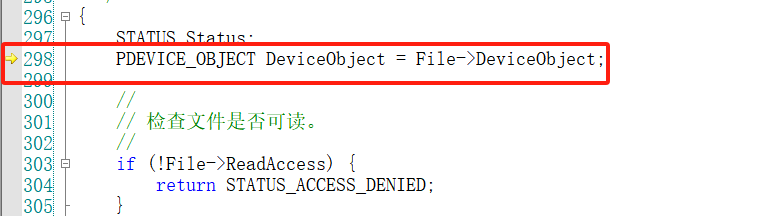 296 {
297 STATUS Status;
298 PDEVICE_OBJECT DeviceObject = File->DeviceObject;
299
300 //
301 // 检查文件是否可读。
302 //
303 if (!File->ReadAccess) {
304 return STATUS_ACCESS_DENIED;
305 }